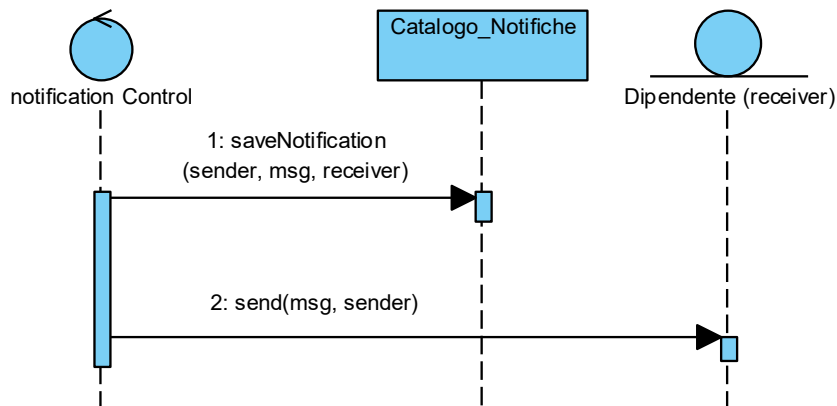 Catalogo_Notifiche
notification Control
Dipendente (receiver)
1: saveNotification
(sender, msg, receiver)
2: send(msg, sender)